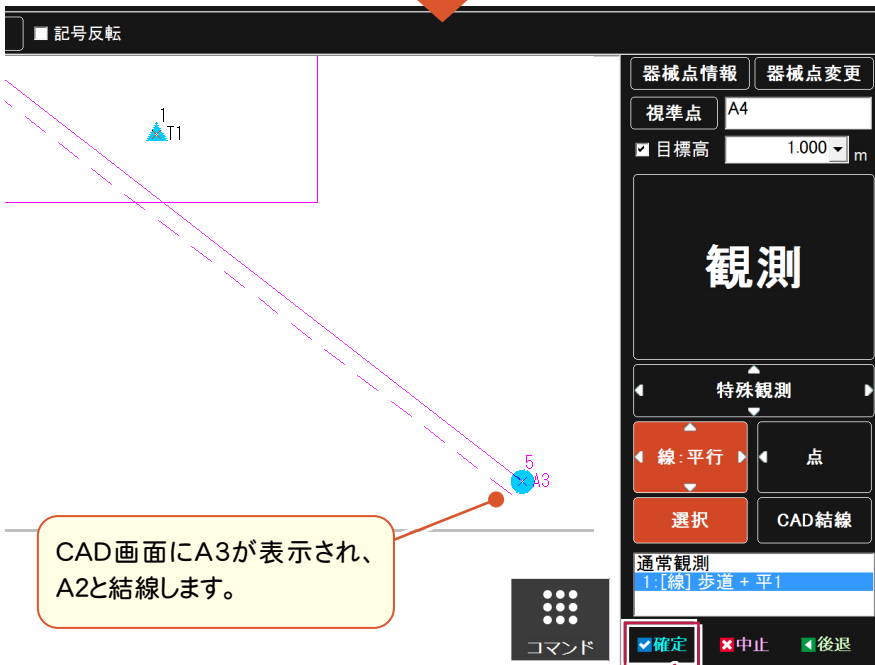 記号反転
器械点情報 器械点変更
視準点 A4
目標高 1.000 m
1
T1
観測
特殊観測
線:平行 点
5
A3
選択 CAD結線
CAD画面にA3が表示され、
A2と結線します。
通常観測
1:[線] 歩道 + 平1
コマンド
確定 中止 後退